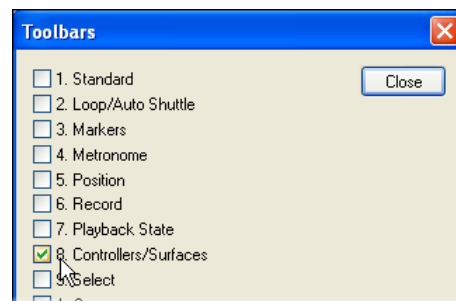 Toolbars
Close
1. Standard
2. Loop/Auto Shuttle
3. Markers
4. Metronome
5. Position
6. Record
7. Playback State
8. Controllers/Surfaces
9. Select